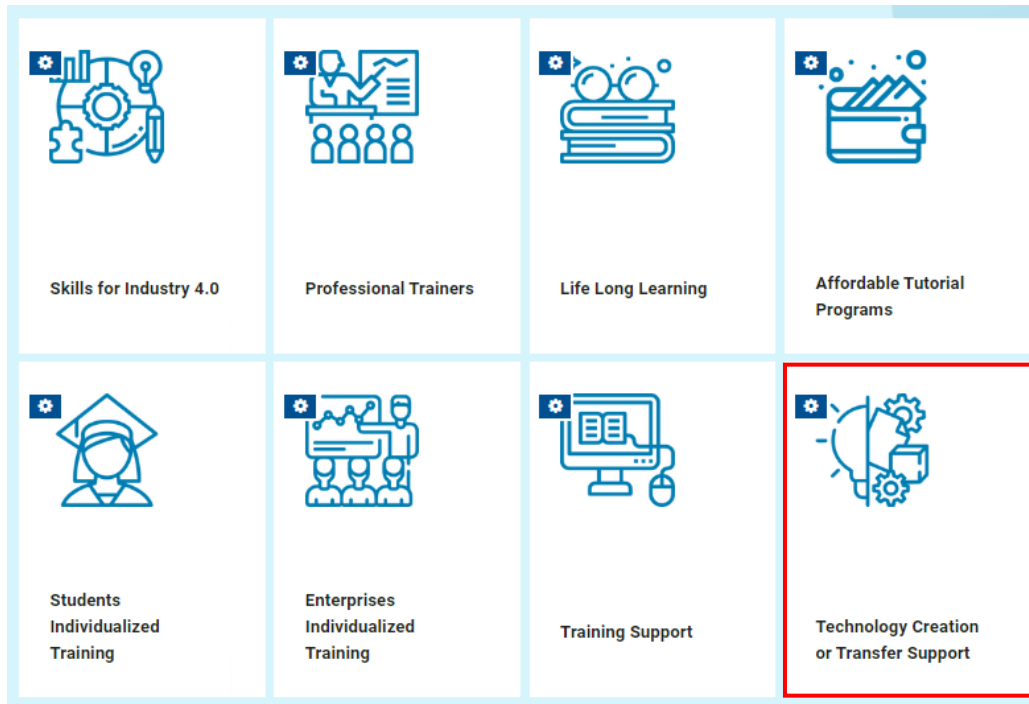 Skills for Industry 4.0
Professional Trainers
Life Long Learning
Affordable Tutorial
Programs
Students
Individualized
Training
Enterprises
Individualized
Training
Training Support
Technology Creation
or Transfer Support